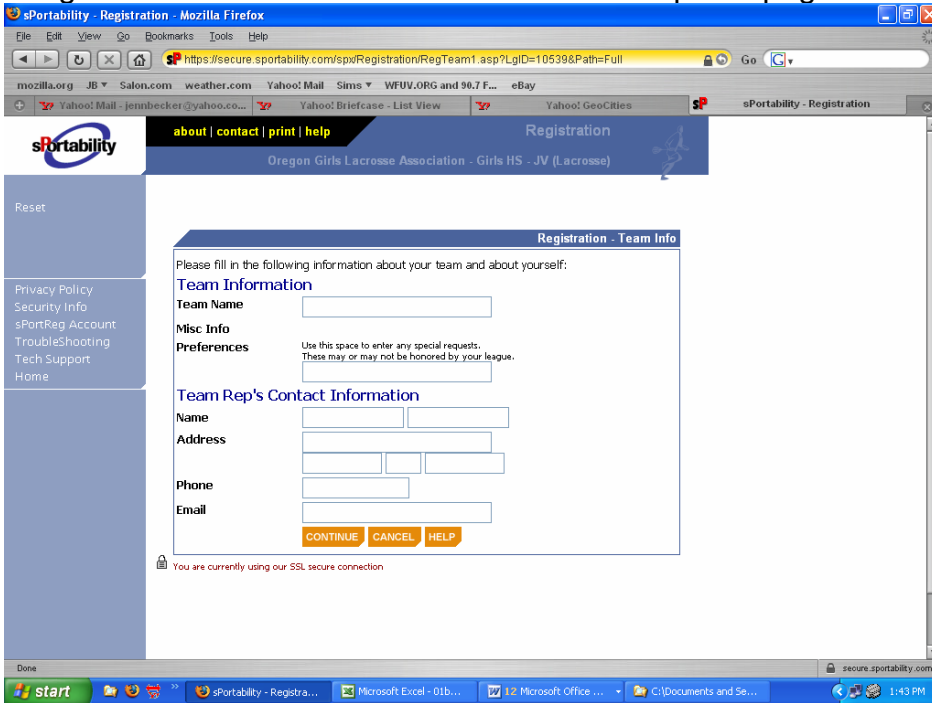 sPortability - Registration - Mozilla Firefox
File Edit View Go Bookmarks Tools Help
https://secure.sportability.com/spx/Registration/RegTeam1.asp?LgID=10539&Path=Full Go G
mozilla.org JB Salon.com weather.com Yahoo! Mail Sims WFUV.ORG and 90.7 F... eBay
Yahoo! Mail - jennbecker@yahoo.co... Yahoo! Briefcase - List View Yahoo! GeoCities sP sPortability - Registration
sPortability
about | contact | print | help
Registration
Oregon Girls Lacrosse Association - Girls HS - JV (Lacrosse)
Reset
Privacy Policy
Security Info
sPortReg Account
TroubleShooting
Tech Support
Home
Registration - Team Info
Please fill in the following information about your team and about yourself:
Team Information
Team Name
Misc Info
Preferences
Use this space to enter any special requests.
These may or may not be honored by your league.
Team Rep's Contact Information
Name
Address
Phone
Email
CONTINUE CANCEL HELP
You are currently using our SSL secure connection
Done secure.sportability.com
start sPortability - Registra... Microsoft Excel - 01b... 12 Microsoft Office ... C:\Documents and Se... 1:43 PM